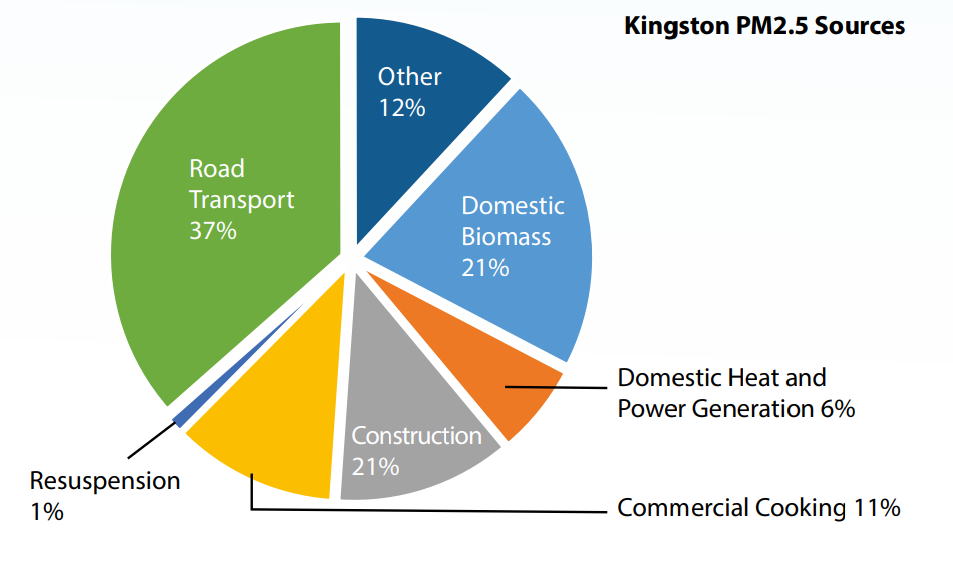 Kingston PM2.5 Sources
Other
12%
Domestic
Biomass
21%
Domestic Heat and
Power Generation 6%
Construction
21%
Commercial Cooking 11%
Resuspension
1%
Road
Transport
37%